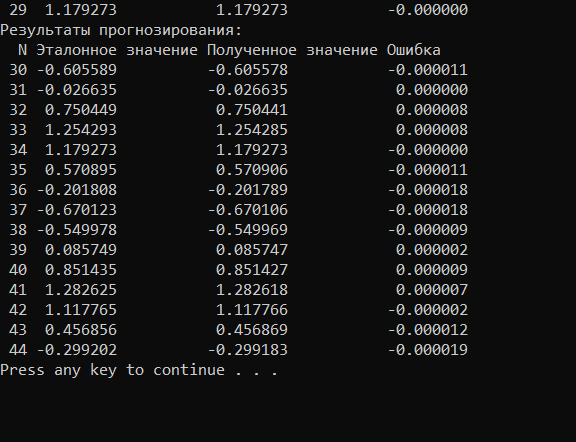 29 1.179273 1.179273 -0.000000
Результаты прогнозирования:
N Эталонное значение Полученное значение Ошибка
30 -0.605589 -0.605578 -0.000011
31 -0.026635 -0.026635 0.000000
32 0.750449 0.750441 0.000008
33 1.254293 1.254285 0.000008
34 1.179273 1.179273 -0.000000
35 0.570895 0.570906 -0.000011
36 -0.201808 -0.201789 -0.000018
37 -0.670123 -0.670106 -0.000018
38 -0.549978 -0.549969 -0.000009
39 0.085749 0.085747 0.000002
40 0.851435 0.851427 0.000009
41 1.282625 1.282618 0.000007
42 1.117765 1.117766 -0.000002
43 0.456856 0.456869 -0.000012
44 -0.299202 -0.299183 -0.000019
Press any key to continue . . .